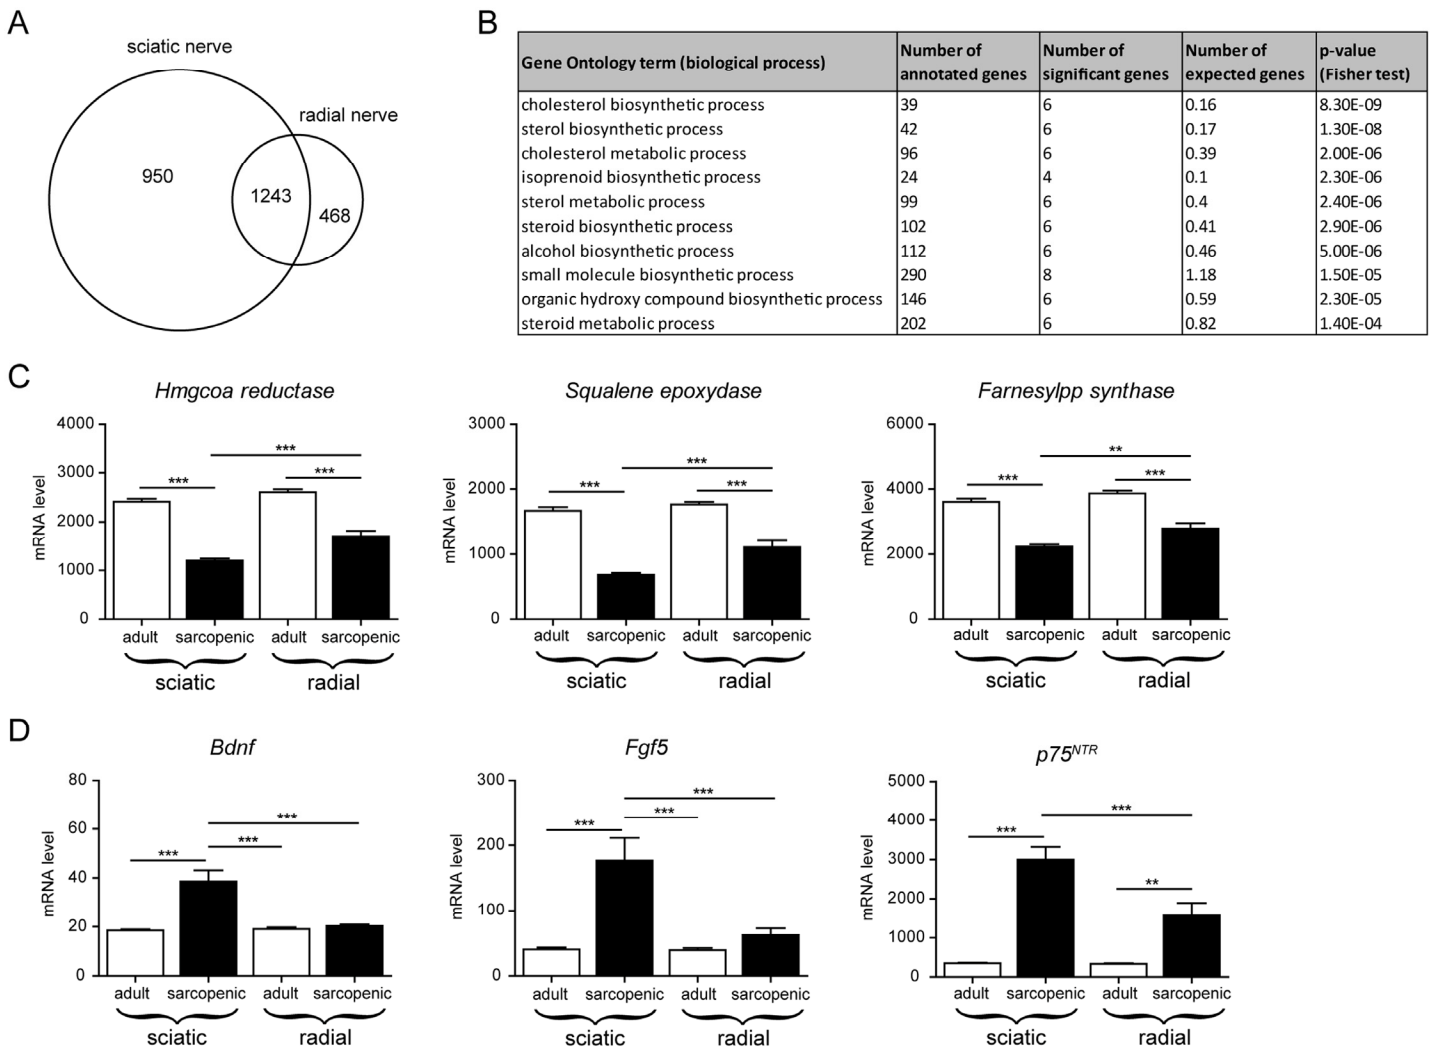 A
sciatic nerve
radial nerve
950
1243
468
B
Gene Ontology term (biological process) Number of annotated genes Number of significant genes Number of expected genes p-value (Fisher test)
cholesterol biosynthetic process 39 6 0.16 8.30E-09
sterol biosynthetic process 42 6 0.17 1.30E-08
cholesterol metabolic process 96 6 0.39 2.00E-06
isoprenoid biosynthetic process 24 4 0.1 2.30E-06
sterol metabolic process 99 6 0.4 2.40E-06
steroid biosynthetic process 102 6 0.41 2.90E-06
alcohol biosynthetic process 112 6 0.46 5.00E-06
small molecule biosynthetic process 290 8 1.18 1.50E-05
organic hydroxy compound biosynthetic process 146 6 0.59 2.30E-05
steroid metabolic process 202 6 0.82 1.40E-04
C
Hmgcoa reductase
mRNA level
4000
3000
2000
1000
0
***
***
***
adult sarcopenic adult sarcopenic
sciatic radial
Squalene epoxydase
mRNA level
3000
2000
1000
0
***
***
***
adult sarcopenic adult sarcopenic
sciatic radial
Farnesylpp synthase
mRNA level
6000
4000
2000
0
**
***
***
adult sarcopenic adult sarcopenic
sciatic radial
D
Bdnf
mRNA level
80
60
40
20
0
***
***
***
adult sarcopenic adult sarcopenic
sciatic radial
Fgf5
mRNA level
300
200
100
0
***
***
***
adult sarcopenic adult sarcopenic
sciatic radial
p75NTR
mRNA level
5000
4000
3000
2000
1000
0
***
***
**
adult sarcopenic adult sarcopenic
sciatic radial